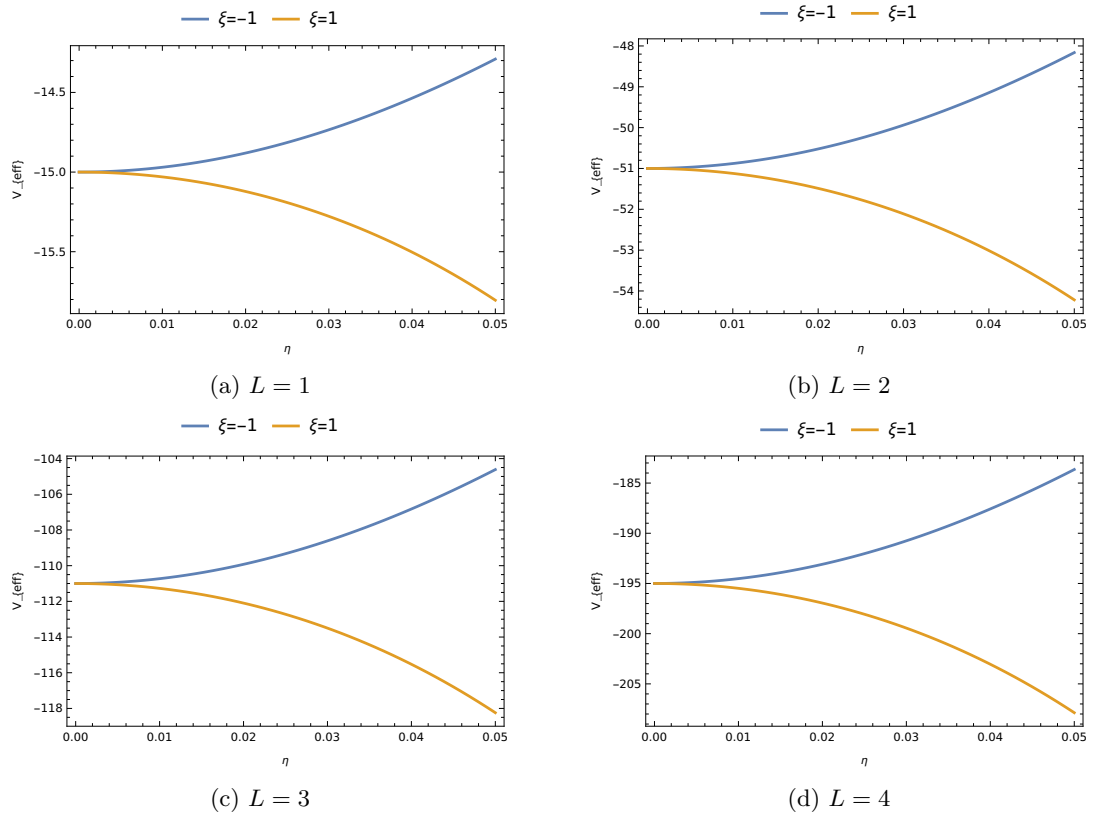 ξ=-1 ξ=1
V_{eff}
-14.5
-15.0
-15.5
0.00 0.01 0.02 0.03 0.04 0.05
η
(a) L = 1
ξ=-1 ξ=1
V_{eff}
-48
-49
-50
-51
-52
-53
-54
0.00 0.01 0.02 0.03 0.04 0.05
η
(b) L = 2
ξ=-1 ξ=1
V_{eff}
-104
-106
-108
-110
-112
-114
-116
-118
0.00 0.01 0.02 0.03 0.04 0.05
η
(c) L = 3
ξ=-1 ξ=1
V_{eff}
-185
-190
-195
-200
-205
0.00 0.01 0.02 0.03 0.04 0.05
η
(d) L = 4